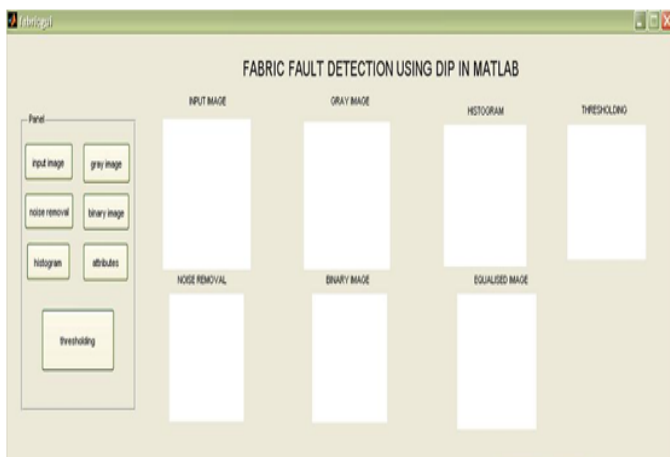 fabricgui
FABRIC FAULT DETECTION USING DIP IN MATLAB
INPUT IMAGE
GRAY IMAGE
HISTOGRAM
THRESHOLDING
Panel
input image
gray image
noise removal
binary image
histogram
attributes
thresholding
NOISE REMOVAL
BINARY IMAGE
EQUALISED IMAGE